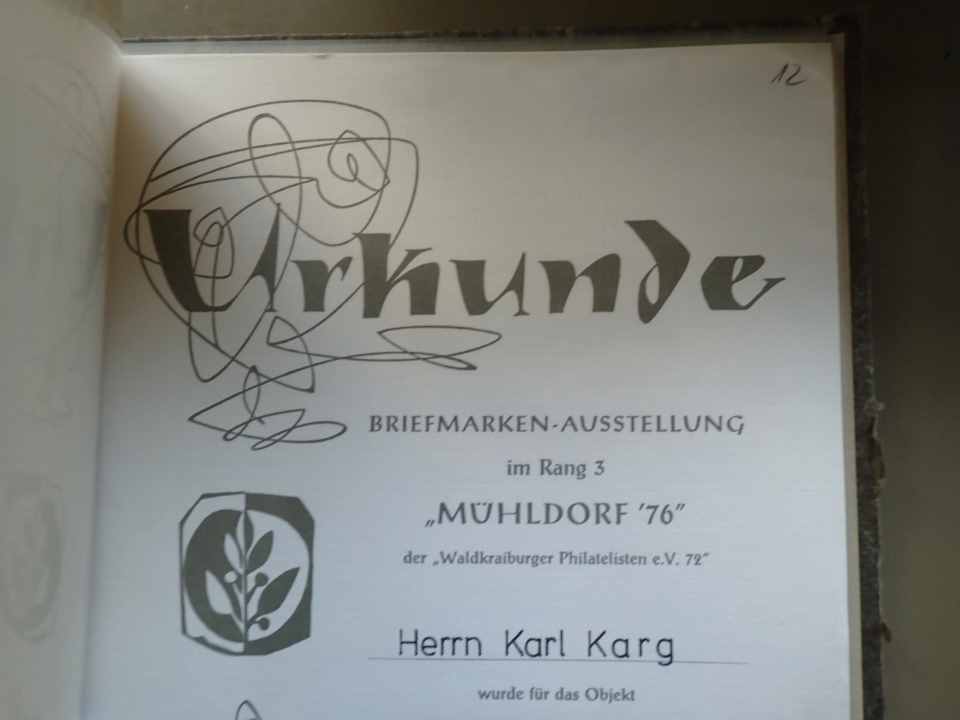 12
Urkunde
BRIEFMARKEN-AUSSTELLUNG
im Rang 3
„MÜHLDORF '76”
der „Waldkraiburger Philatelisten e.V. 72”
Herrn Karl Karg
wurde für das Objekt